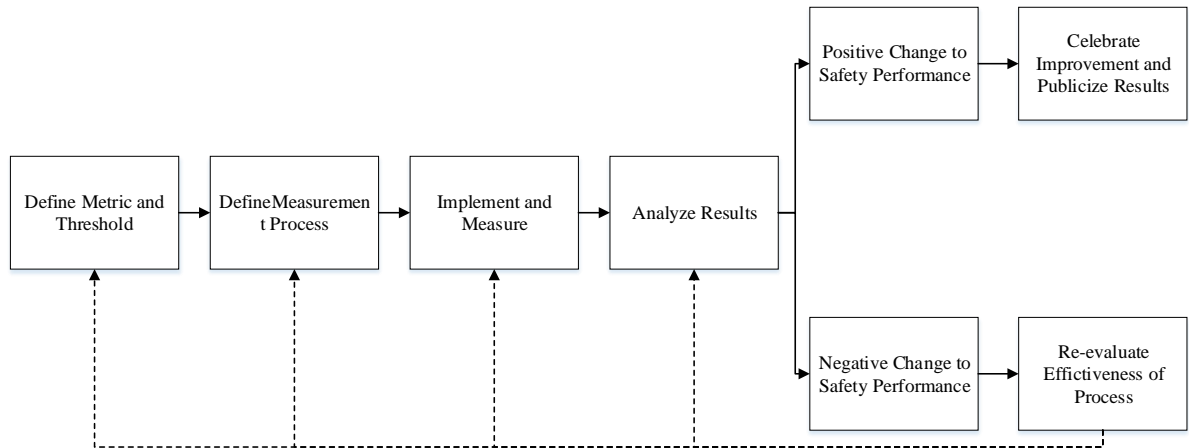 Positive Change to
Safety Performance
Celebrate
Improvement and
Publicize Results
Define Metric and
Threshold
DefineMeasuremen
t Process
Implement and
Measure
Analyze Results
Negative Change to
Safety Performance
Re-evaluate
Effictiveness of
Process